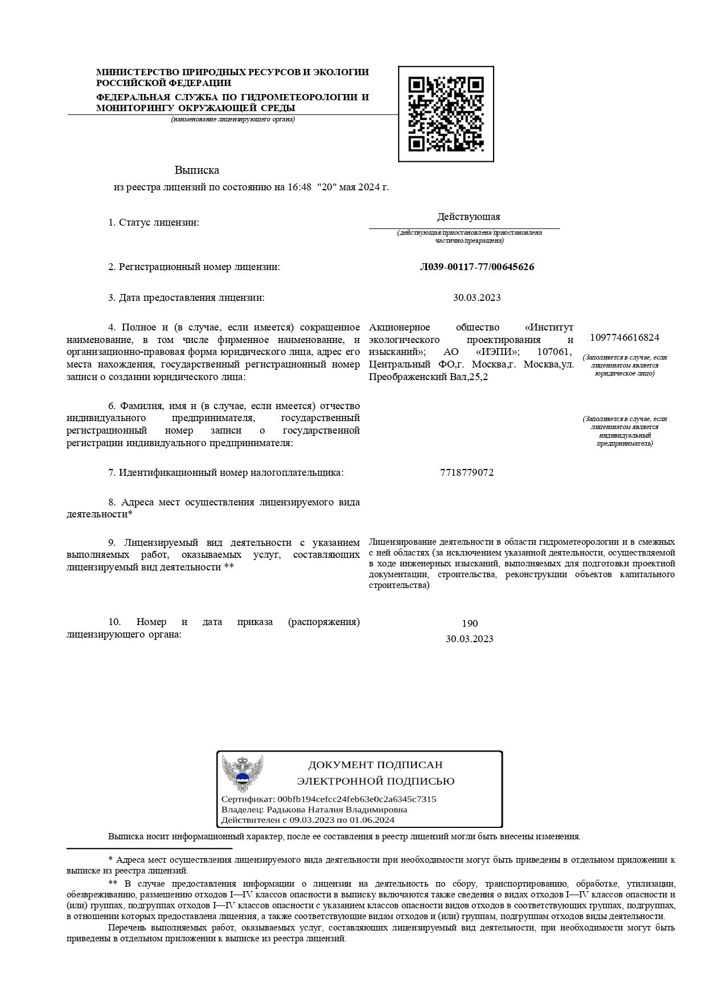 МИНИСТЕРСТВО ПРИРОДНЫХ РЕСУРСОВ И ЭКОЛОГИИ
РОССИЙСКОЙ ФЕДЕРАЦИИ
ФЕДЕРАЛЬНАЯ СЛУЖБА ПО ГИДРОМЕТЕОРОЛОГИИ И
МОНИТОРИНГУ ОКРУЖАЮЩЕЙ СРЕДЫ
(наименование лицензирующего органа)
Выписка
из реестра лицензий по состоянию на 16:48 "20" мая 2024 г.
1. Статус лицензии:
Действующая
(действующая/приостановлена/приостановлена
частично/прекращена)
2. Регистрационный номер лицензии:
Л039-00117-77/00645626
3. Дата предоставления лицензии:
30.03.2023
4. Полное и (в случае, если имеется) сокращенное
наименование, в том числе фирменное наименование, и
организационно-правовая форма юридического лица, адрес его
места нахождения, государственный регистрационный номер
записи о создании юридического лица:
Акционерное общество «Институт
экологического проектирования и
изысканий»; АО «ИЭПИ»; 107061,
Центральный ФО,г. Москва,г. Москва,ул.
Преображенский Вал,25,2
1097746616824
(Заполняется в случае, если
лицензиатом является
юридическое лицо)
6. Фамилия, имя и (в случае, если имеется) отчество
индивидуального предпринимателя, государственный
регистрационный номер записи о государственной
регистрации индивидуального предпринимателя:
(Заполняется в случае, если
лицензиатом является
индивидуальный
предприниматель)
7. Идентификационный номер налогоплательщика:
7718779072
8. Адреса мест осуществления лицензируемого вида
деятельности*
9. Лицензируемый вид деятельности с указанием
выполняемых работ, оказываемых услуг, составляющих
лицензируемый вид деятельности **
Лицензирование деятельности в области гидрометеорологии и в смежных
с ней областях (за исключением указанной деятельности, осуществляемой
в ходе инженерных изысканий, выполняемых для подготовки проектной
документации, строительства, реконструкции объектов капитального
строительства)
10. Номер и дата приказа (распоряжения)
лицензирующего органа:
190
30.03.2023
ДОКУМЕНТ ПОДПИСАН
ЭЛЕКТРОННОЙ ПОДПИСЬЮ
Сертификат: 00bfb194cefcc24feb63e0c2a6345c7315
Владелец: Радькова Наталия Владимировна
Действителен с 09.03.2023 по 01.06.2024
Выписка носит информационный характер, после ее составления в реестр лицензий могли быть внесены изменения.
* Адреса мест осуществления лицензируемого вида деятельности при необходимости могут быть приведены в отдельном приложении к
выписке из реестра лицензий.
** В случае предоставления информации о лицензии на деятельность по сбору, транспортированию, обработке, утилизации,
обезвреживанию, размещению отходов I—IV классов опасности в выписку включаются также сведения о видах отходов I—IV классов опасности и
(или) группах, подгруппах отходов I—IV классов опасности с указанием классов опасности видов отходов в соответствующих группах, подгруппах,
в отношении которых предоставлена лицензия, а также соответствующие видам отходов и (или) группам, подгруппам отходов виды деятельности.
Перечень выполняемых работ, оказываемых услуг, составляющих лицензируемый вид деятельности, при необходимости могут быть
приведены в отдельном приложении к выписке из реестра лицензий.